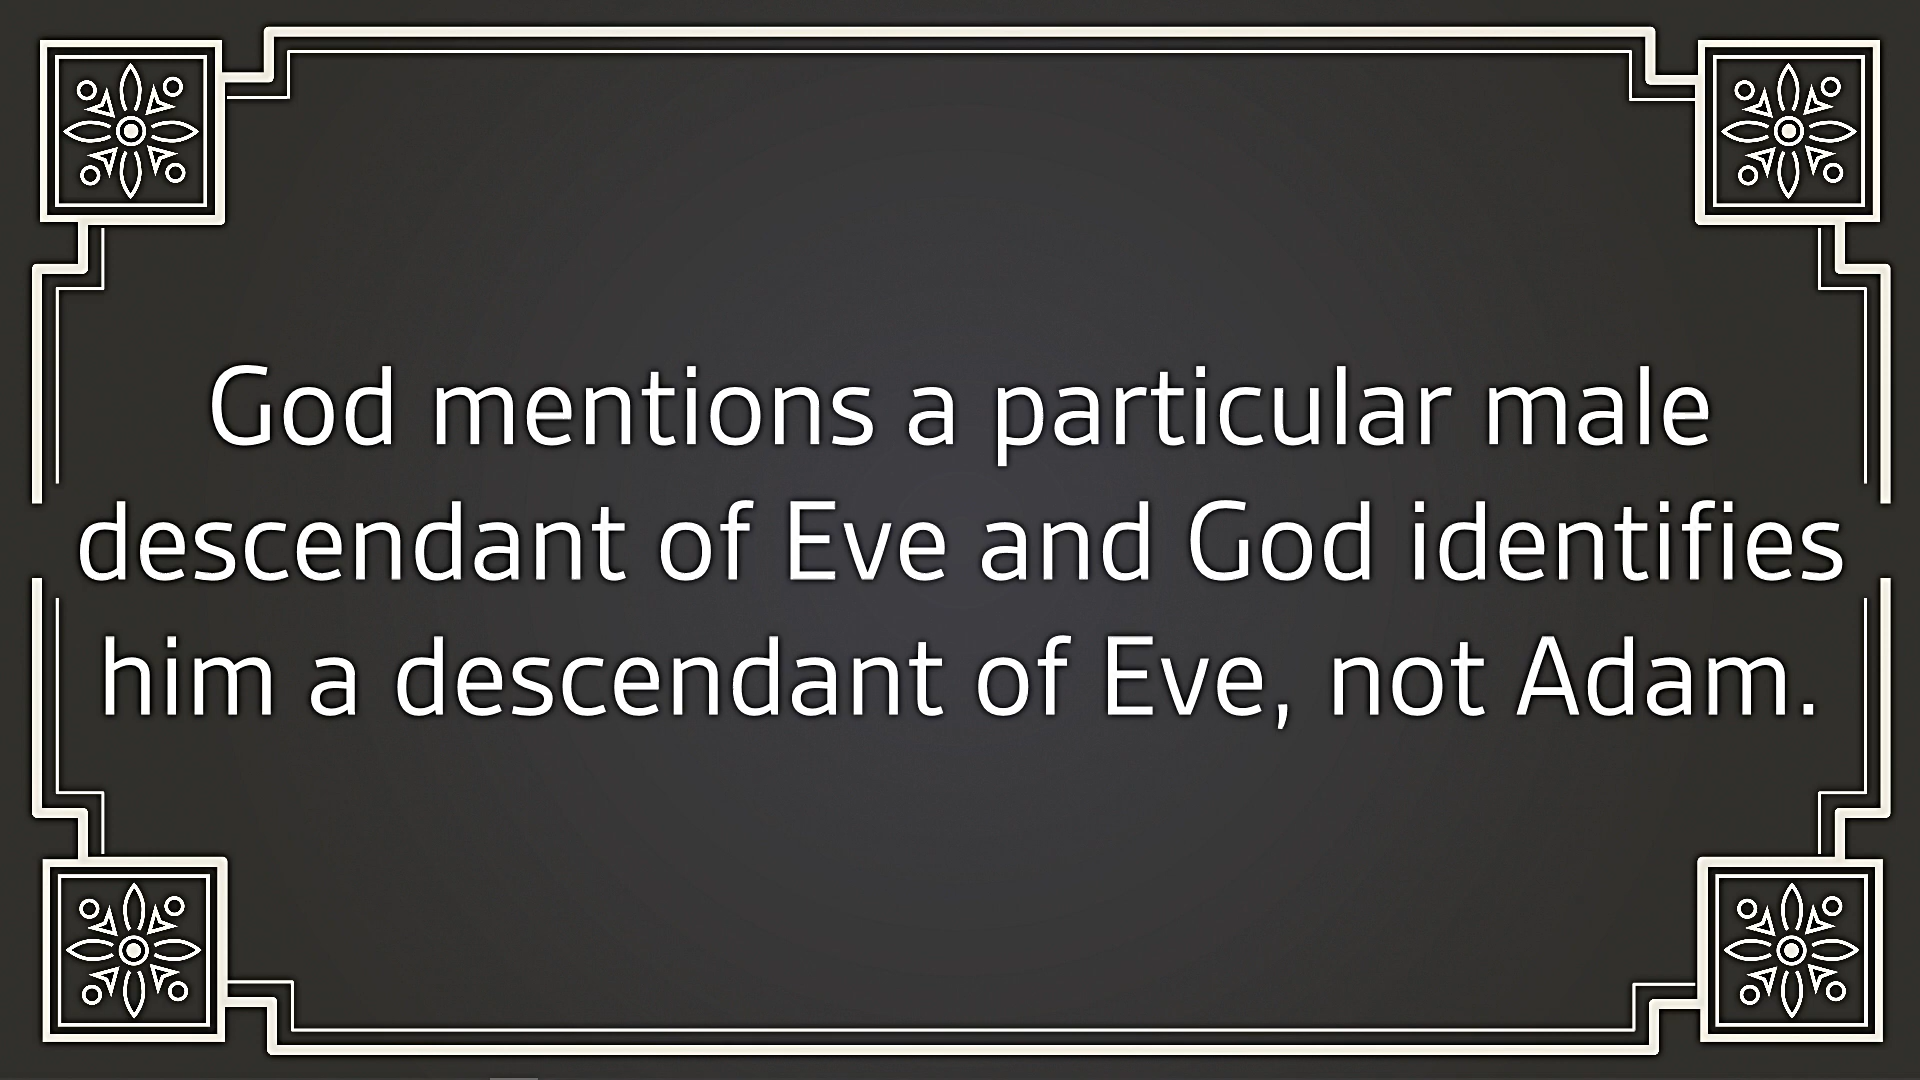 God mentions a particular male
descendant of Eve and God identifies
him a descendant of Eve, not Adam.